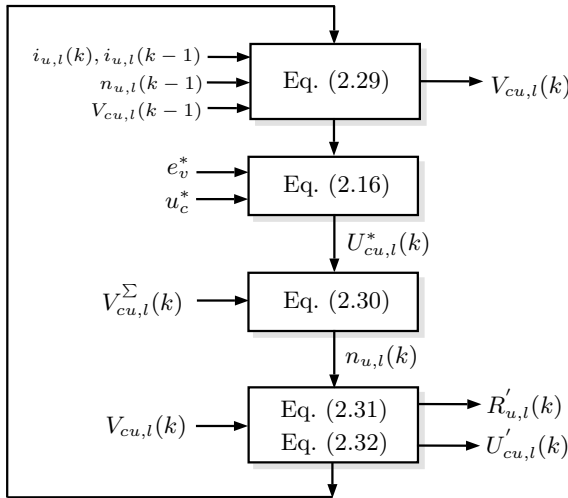 i_{u,l}(k), i_{u,l}(k − 1)
n_{u,l}(k − 1)
V_{cu,l}(k − 1)
Eq. (2.29)
V_{cu,l}(k)
e_v^*
u_c^*
Eq. (2.16)
U_{cu,l}^*(k)
V_{cu,l}^Σ(k)
Eq. (2.30)
n_{u,l}(k)
V_{cu,l}(k)
Eq. (2.31)
Eq. (2.32)
R_{u,l}^'(k)
U_{cu,l}^'(k)